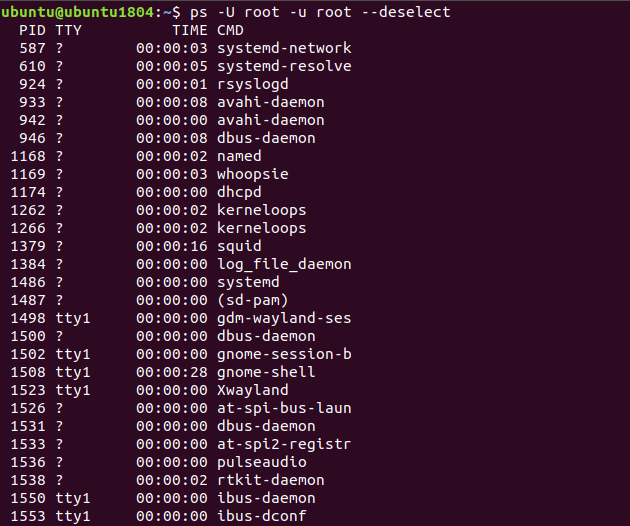 ubuntu@ubuntu1804:~$ ps -U root -u root --deselect
PID TTY TIME CMD
587 ? 00:00:03 systemd-network
610 ? 00:00:05 systemd-resolve
924 ? 00:00:01 rsyslogd
933 ? 00:00:08 avahi-daemon
942 ? 00:00:00 avahi-daemon
946 ? 00:00:08 dbus-daemon
1168 ? 00:00:02 named
1169 ? 00:00:03 whoopsie
1174 ? 00:00:00 dhcpd
1262 ? 00:00:02 kerneloops
1266 ? 00:00:02 kerneloops
1379 ? 00:00:16 squid
1384 ? 00:00:00 log_file_daemon
1486 ? 00:00:00 systemd
1487 ? 00:00:00 (sd-pam)
1498 tty1 00:00:00 gdm-wayland-ses
1500 ? 00:00:00 dbus-daemon
1502 tty1 00:00:00 gnome-session-b
1508 tty1 00:00:28 gnome-shell
1523 tty1 00:00:00 Xwayland
1526 ? 00:00:00 at-spi-bus-laun
1531 ? 00:00:00 dbus-daemon
1533 ? 00:00:00 at-spi2-registr
1536 ? 00:00:00 pulseaudio
1538 ? 00:00:02 rtkit-daemon
1550 tty1 00:00:00 ibus-daemon
1553 tty1 00:00:00 ibus-dconf